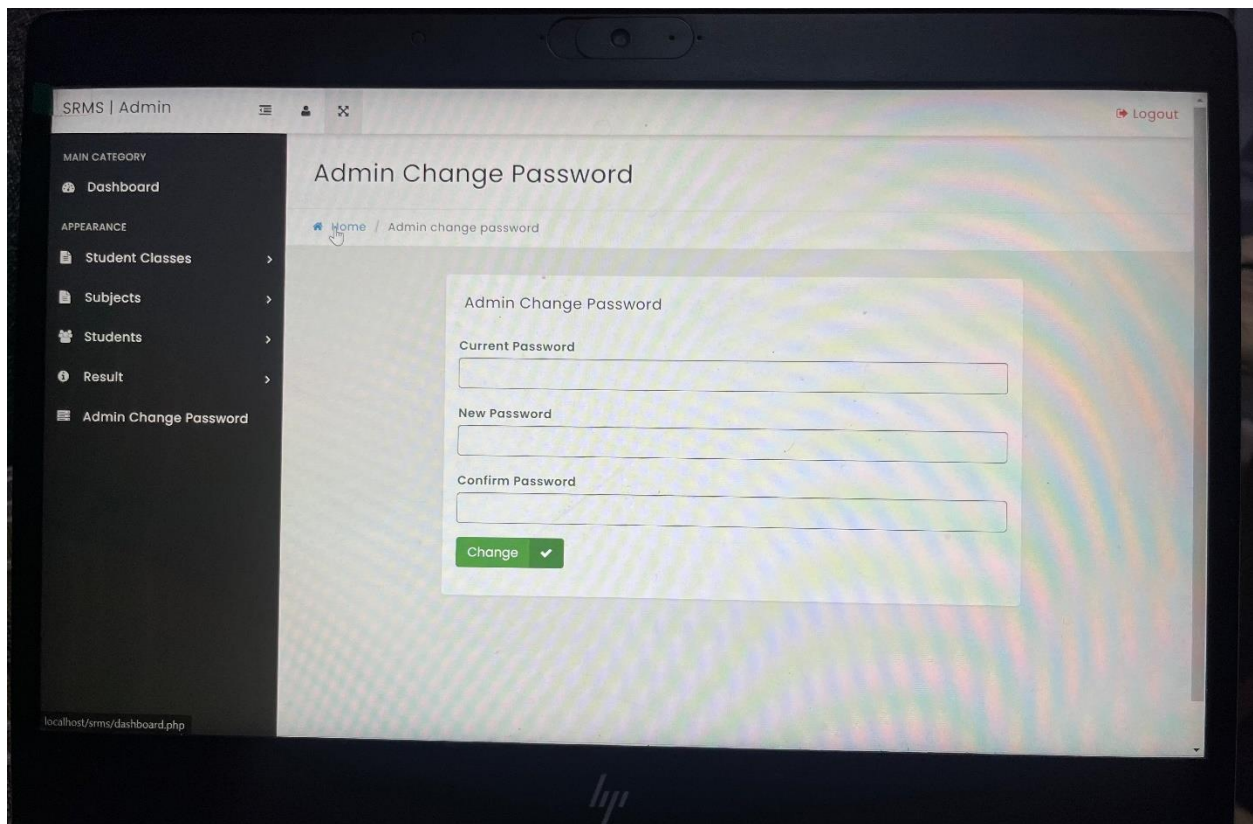 SRMS | Admin
Logout
MAIN CATEGORY
Dashboard
APPEARANCE
Student Classes
Subjects
Students
Result
Admin Change Password
Admin Change Password
Home / Admin change password
Admin Change Password
Current Password
New Password
Confirm Password
Change
localhost/srms/dashboard.php
hp